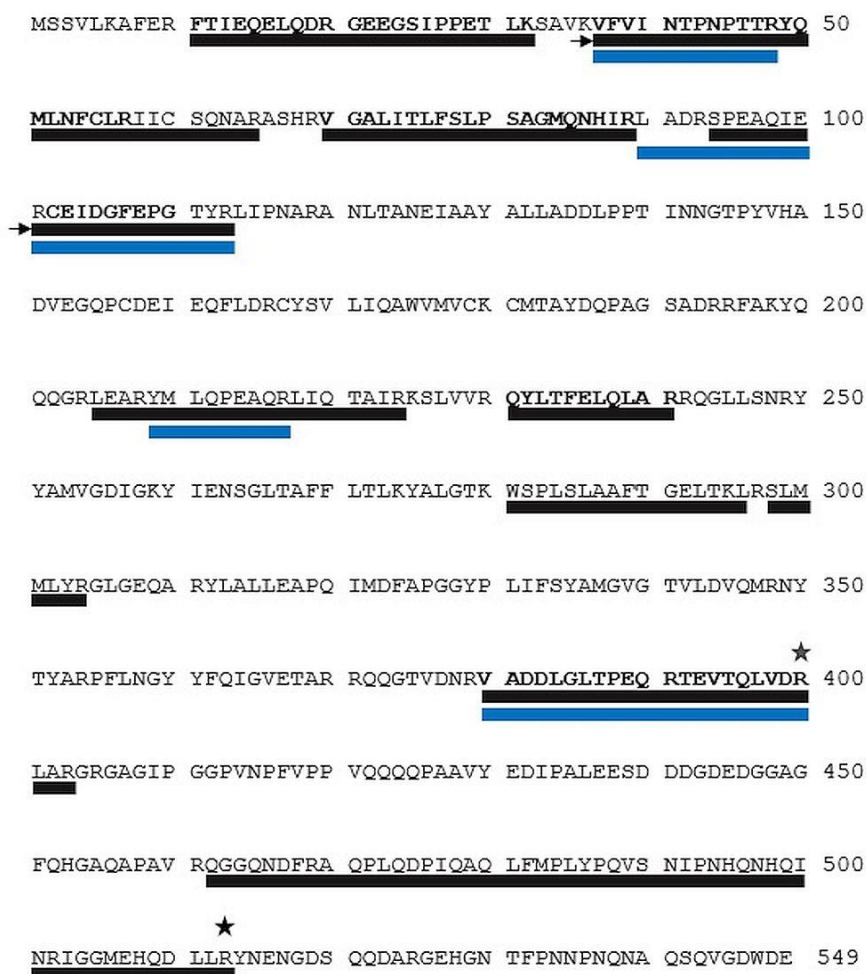 MSSVLKAFER FTIEQELQDR GEEGSIPPET LKSAVKVFVI NTPNPTTRYQ 50
MLNFCLRIIC SQNARASHRV GALITLFSLP SAGMQNHIRL ADRSPEAQIE 100
RCEIDGFEPG TYRLIPNARA NLTANEIAAY ALLADDLPPT INNGTPYVHA 150
DVEGQPCDEI EQFLDRCYSV LIQAWVMVCK CMTAYDQPAG SADRRFAKYQ 200
QQGRLEARYM LQPEAQRLIQ TAIRKSLVVR QYLTFELQLA RRQGLLSNRY 250
YAMVGDIGKY IENSGLTAFF LTLKYALGTK WSPLSLAAFT GELTKLRSLM 300
MLYRGLGEQA RYLALLEAPQ IMDFAPGGYP LIFSYAMGVG TVLDVQMRNY 350
TYARPFLNGY YFQIGVETAR RQQGTVDNRV ADDLGLTPEQ RTEVTQLVDR 400
LARGRGAGIP GGPVNPFVPP VQQQQPAAVY EDIPALEESD DDGDEDGGAG 450
FQHGAQAPAV RQGGQNDFRA QPLQDPIQAQ LFMPLYPQVS NIPNHQNHQI 500
NRIGGMEHQD LLRYNENGDS QQDARGEHGN TFPNNPNQNA QSQVGDWDE 549